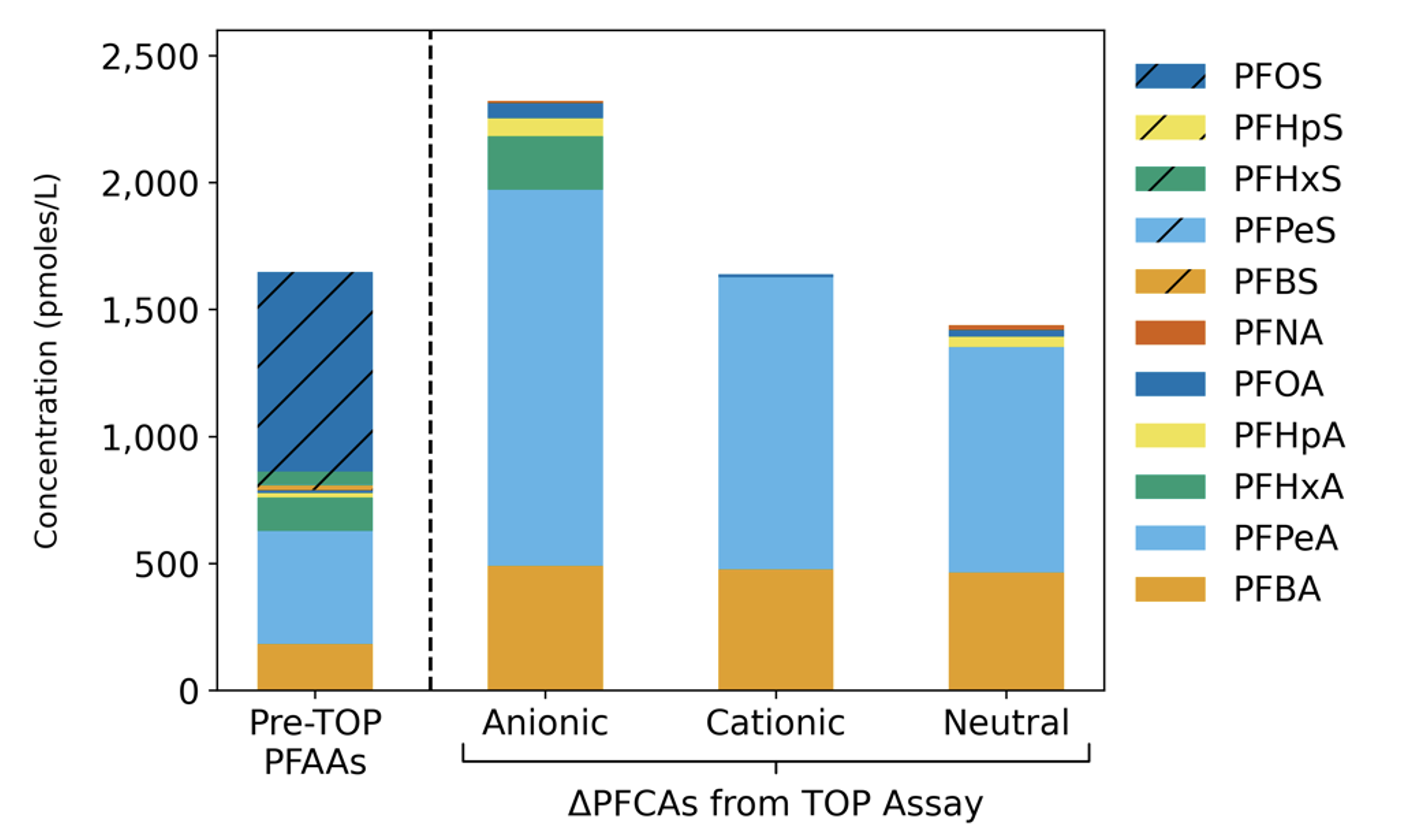 Concentration (pmoles/L)
2,500
2,000
1,500
1,000
500
0
Pre-TOP
PFAAs
Anionic
Cationic
Neutral
ΔPFCAs from TOP Assay
PFOS
PFHpS
PFHxS
PFPeS
PFBS
PFNA
PFOA
PFHpA
PFHxA
PFPeA
PFBA